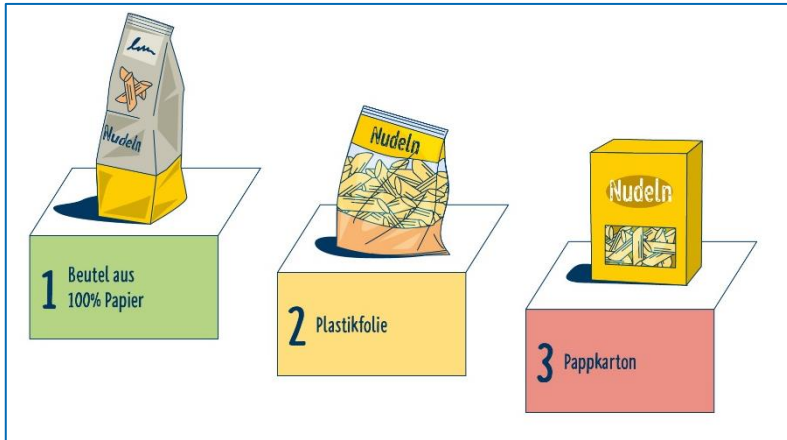 Nudeln
1 Beutel aus
100% Papier
Nudeln
2 Plastikfolie
Nudeln
3 Pappkarton